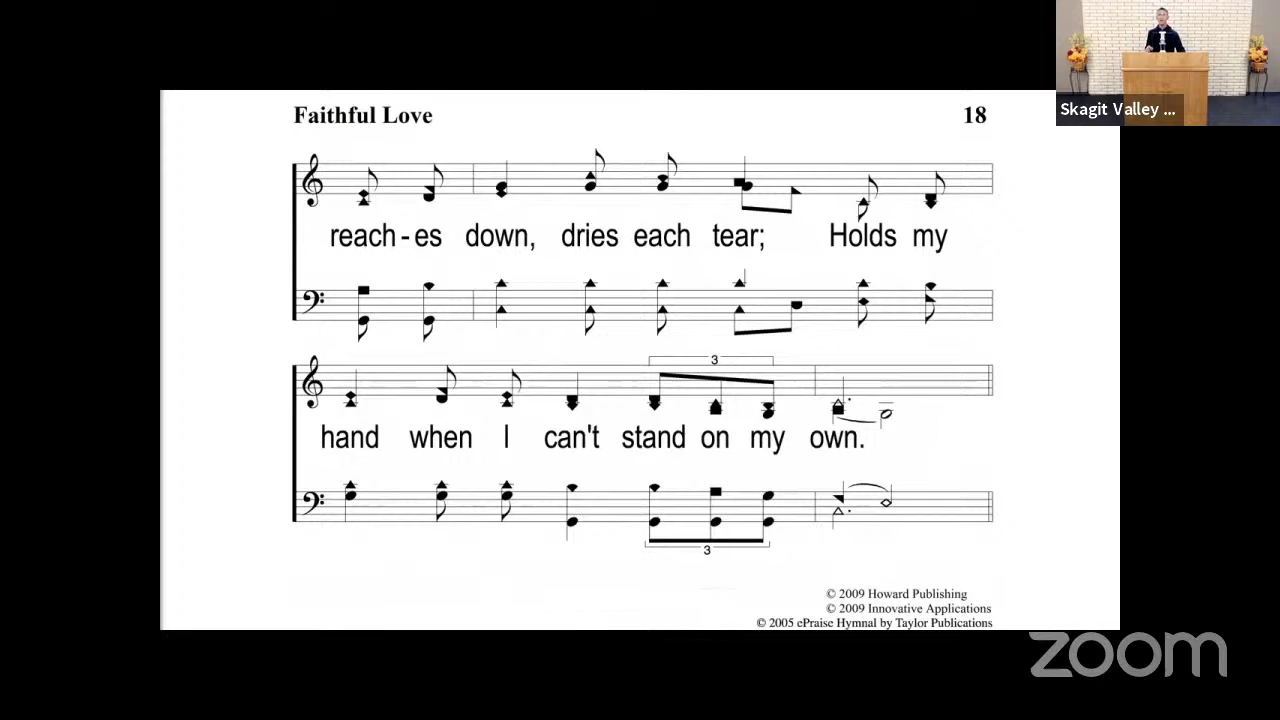 Skagit Valley ...
Faithful Love 18
reach-es down, dries each tear; Holds my
3
hand when I can't stand on my own.
3
© 2009 Howard Publishing
© 2009 Innovative Applications
© 2005 ePraise Hymnal by Taylor Publications
zoom